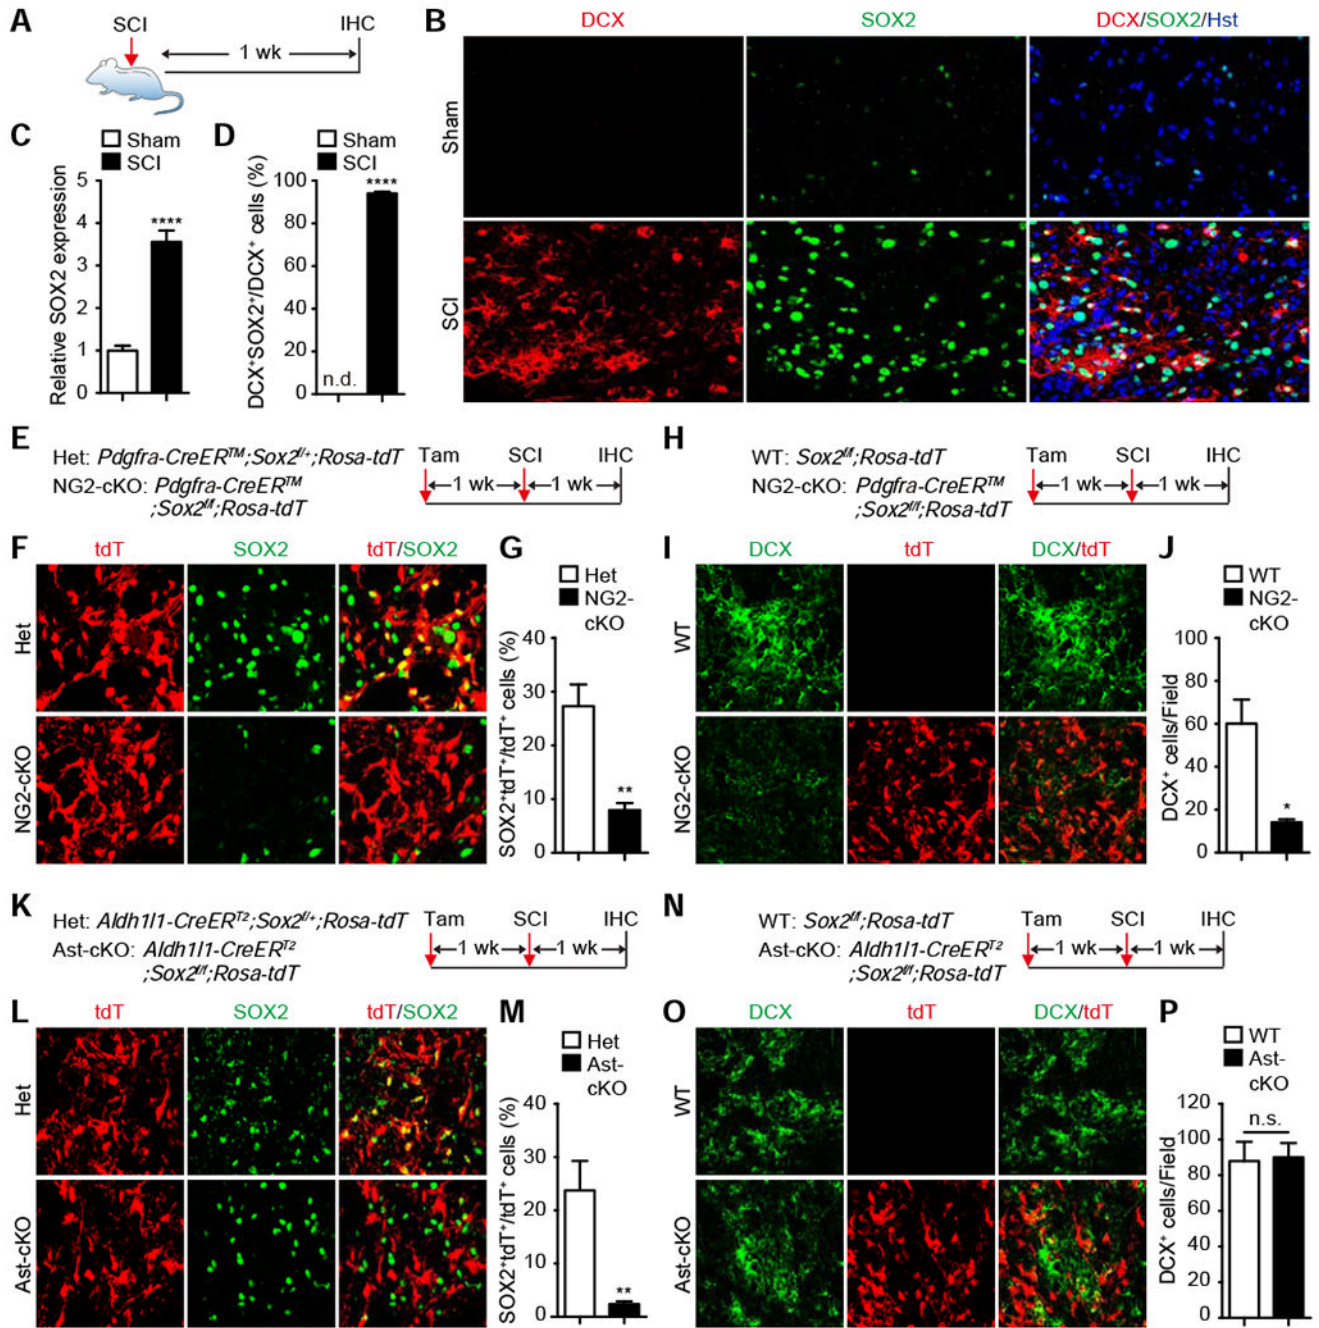 A
SCI
IHC
1 wk
B
DCX
SOX2
DCX/SOX2/Hst
Sham
SCI
C
Sham
SCI
Relative SOX2 expression
5
4
3
2
1
0
****
D
Sham
SCI
DCX⁺SOX2⁺/DCX⁺ cells (%)
100
80
60
40
20
0
n.d.
****
E
Het: Pdgfra-CreERᵀᴹ;Sox2ᶠ/⁺;Rosa-tdT
NG2-cKO: Pdgfra-CreERᵀᴹ
;Sox2ᶠ/ᶠ;Rosa-tdT
Tam
SCI
IHC
1 wk
1 wk
H
WT: Sox2ᶠ/ᶠ;Rosa-tdT
NG2-cKO: Pdgfra-CreERᵀᴹ
;Sox2ᶠ/ᶠ;Rosa-tdT
Tam
SCI
IHC
1 wk
1 wk
F
tdT
SOX2
tdT/SOX2
Het
NG2-cKO
G
Het
NG2-
cKO
SOX2⁺tdT⁺/tdT⁺ cells (%)
40
30
20
10
0
**
I
DCX
tdT
DCX/tdT
WT
NG2-cKO
J
WT
NG2-
cKO
DCX⁺ cells/Field
100
80
60
40
20
0
*
K
Het: Aldh1l1-CreERᵀ²;Sox2ᶠ/⁺;Rosa-tdT
Ast-cKO: Aldh1l1-CreERᵀ²
;Sox2ᶠ/ᶠ;Rosa-tdT
Tam
SCI
IHC
1 wk
1 wk
N
WT: Sox2ᶠ/ᶠ;Rosa-tdT
Ast-cKO: Aldh1l1-CreERᵀ²
;Sox2ᶠ/ᶠ;Rosa-tdT
Tam
SCI
IHC
1 wk
1 wk
L
tdT
SOX2
tdT/SOX2
Het
Ast-cKO
M
Het
Ast-
cKO
SOX2⁺tdT⁺/tdT⁺ cells (%)
40
30
20
10
0
**
O
DCX
tdT
DCX/tdT
WT
Ast-cKO
P
WT
Ast-
cKO
DCX⁺ cells/Field
120
100
80
60
40
20
0
n.s.